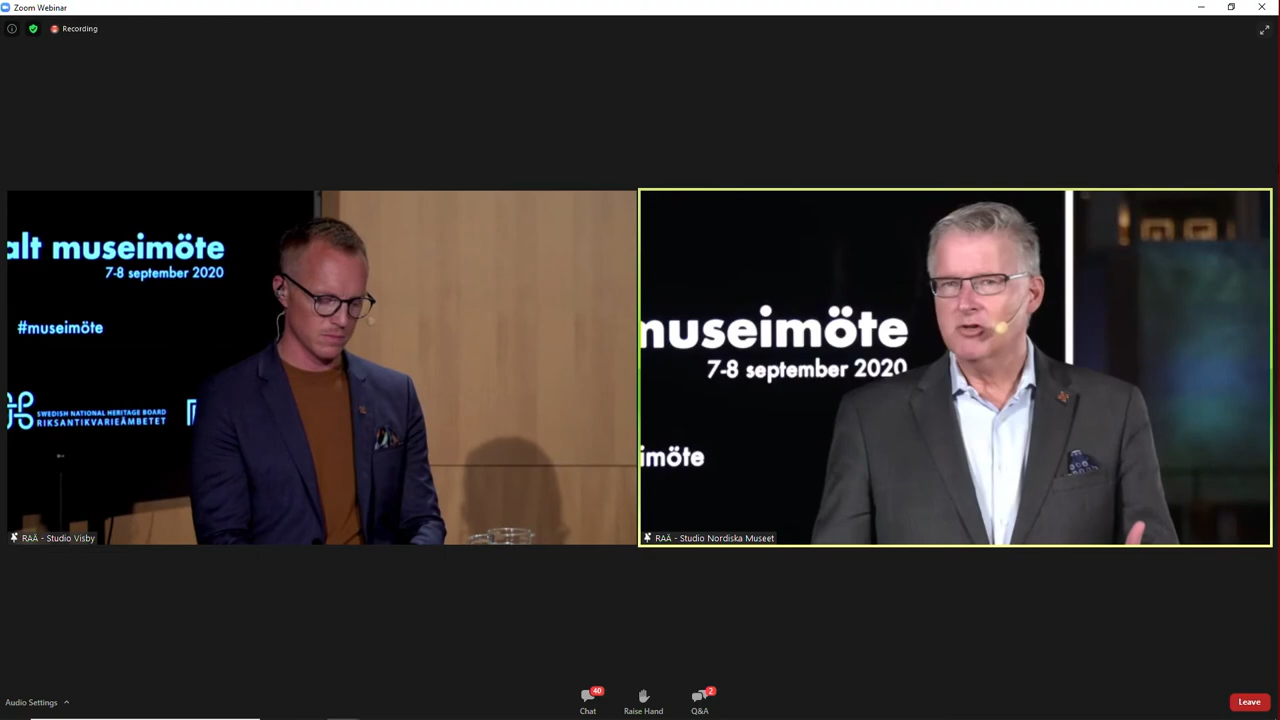 Zoom Webinar
Recording
alt museimöte
7-8 september 2020
#museimöte
SWEDISH NATIONAL HERITAGE BOARD
RIKSANTIKVARIEÄMBETET
RAÄ - Studio Visby
museimöte
7-8 september 2020
eimöte
RAÄ - Studio Nordiska Museet
Audio Settings
40
Chat
Raise Hand
2
Q&A
Leave